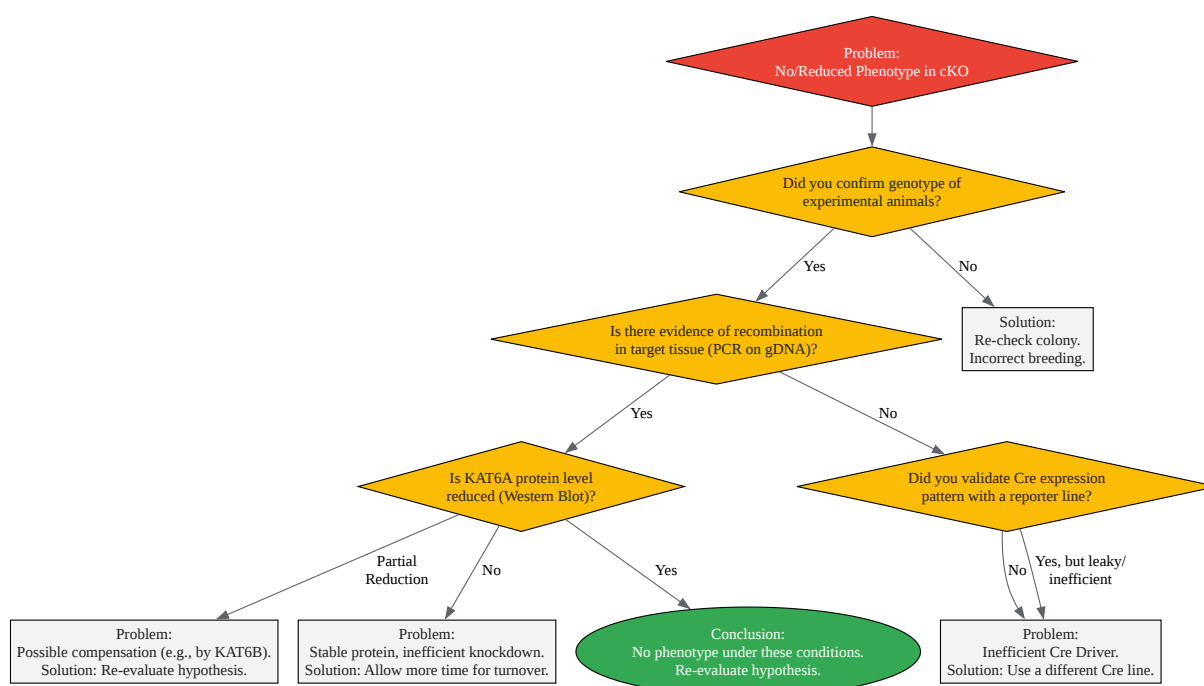 Problem:
No/Reduced Phenotype in cKO
Did you confirm genotype of
experimental animals?
Yes
No
Is there evidence of recombination
in target tissue (PCR on gDNA)?
Solution:
Re-check colony.
Incorrect breeding.
Yes
No
Is KAT6A protein level
reduced (Western Blot)?
Did you validate Cre expression
pattern with a reporter line?
Partial
Reduction
No
Yes
No
Yes, but leaky/
inefficient
Problem:
Possible compensation (e.g., by KAT6B).
Solution: Re-evaluate hypothesis.
Problem:
Stable protein, inefficient knockdown.
Solution: Allow more time for turnover.
Conclusion:
No phenotype under these conditions.
Re-evaluate hypothesis.
Problem:
Inefficient Cre Driver.
Solution: Use a different Cre line.